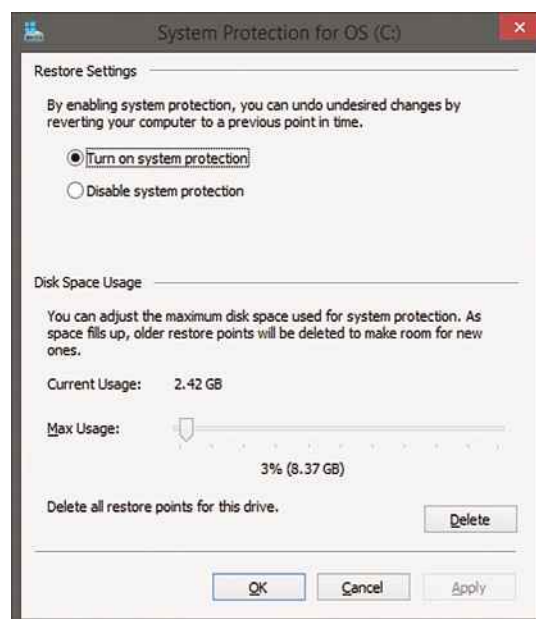 System Protection for OS (C:)
Restore Settings
By enabling system protection, you can undo undesired changes by
reverting your computer to a previous point in time.
Turn on system protection
Disable system protection
Disk Space Usage
You can adjust the maximum disk space used for system protection. As
space fills up, older restore points will be deleted to make room for new
ones.
Current Usage: 2.42 GB
Max Usage:
3% (8.37 GB)
Delete all restore points for this drive.
Delete
OK Cancel Apply